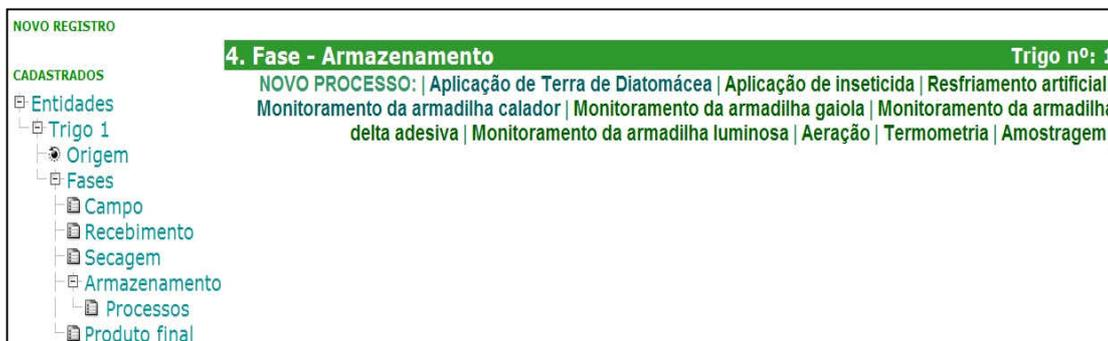 NOVO REGISTRO
CADASTRADOS
Entidades
Trigo 1
Origem
Fases
Campo
Recebimento
Secagem
Armazenamento
Processos
Produto final
4. Fase - Armazenamento Trigo nº: 1
NOVO PROCESSO: | Aplicação de Terra de Diatomácea | Aplicação de inseticida | Resfriamento artificial
Monitoramento da armadilha calador | Monitoramento da armadilha gaiola | Monitoramento da armadilha
delta adesiva | Monitoramento da armadilha luminosa | Aeração | Termometria | Amostragem